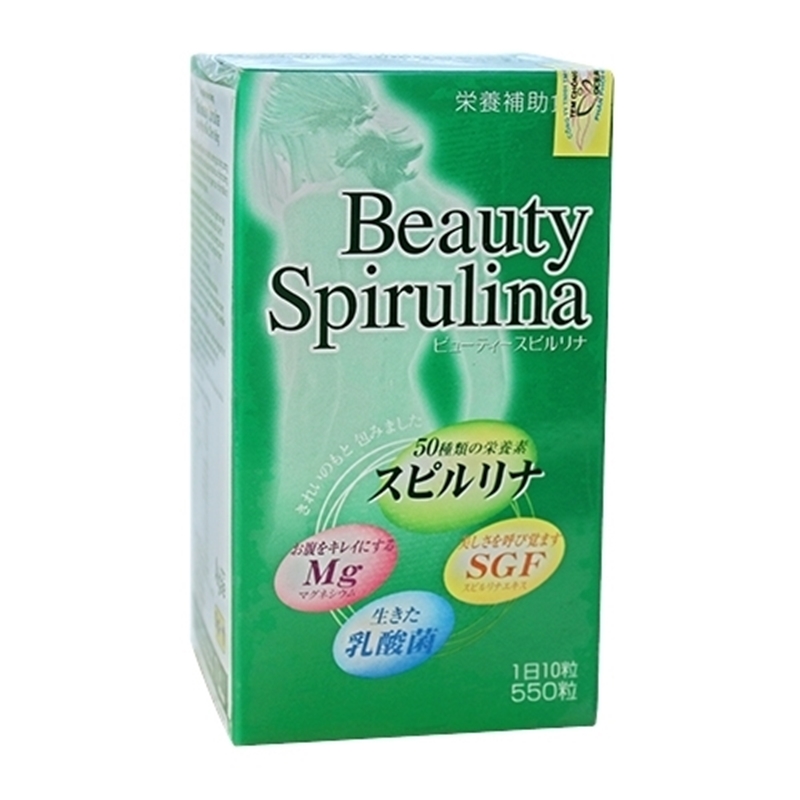 栄養補助
TEM CHỐNG
Beauty
Spirulina
ビューティースピルリナ
きれいのもと 包みました
50種類の栄養素
スピルリナ
お腹をキレイにする
Mg
マグネシウム
美しさを呼び覚ます
SGF
スピルリナエキス
生きた
乳酸菌
1日10粒
550粒